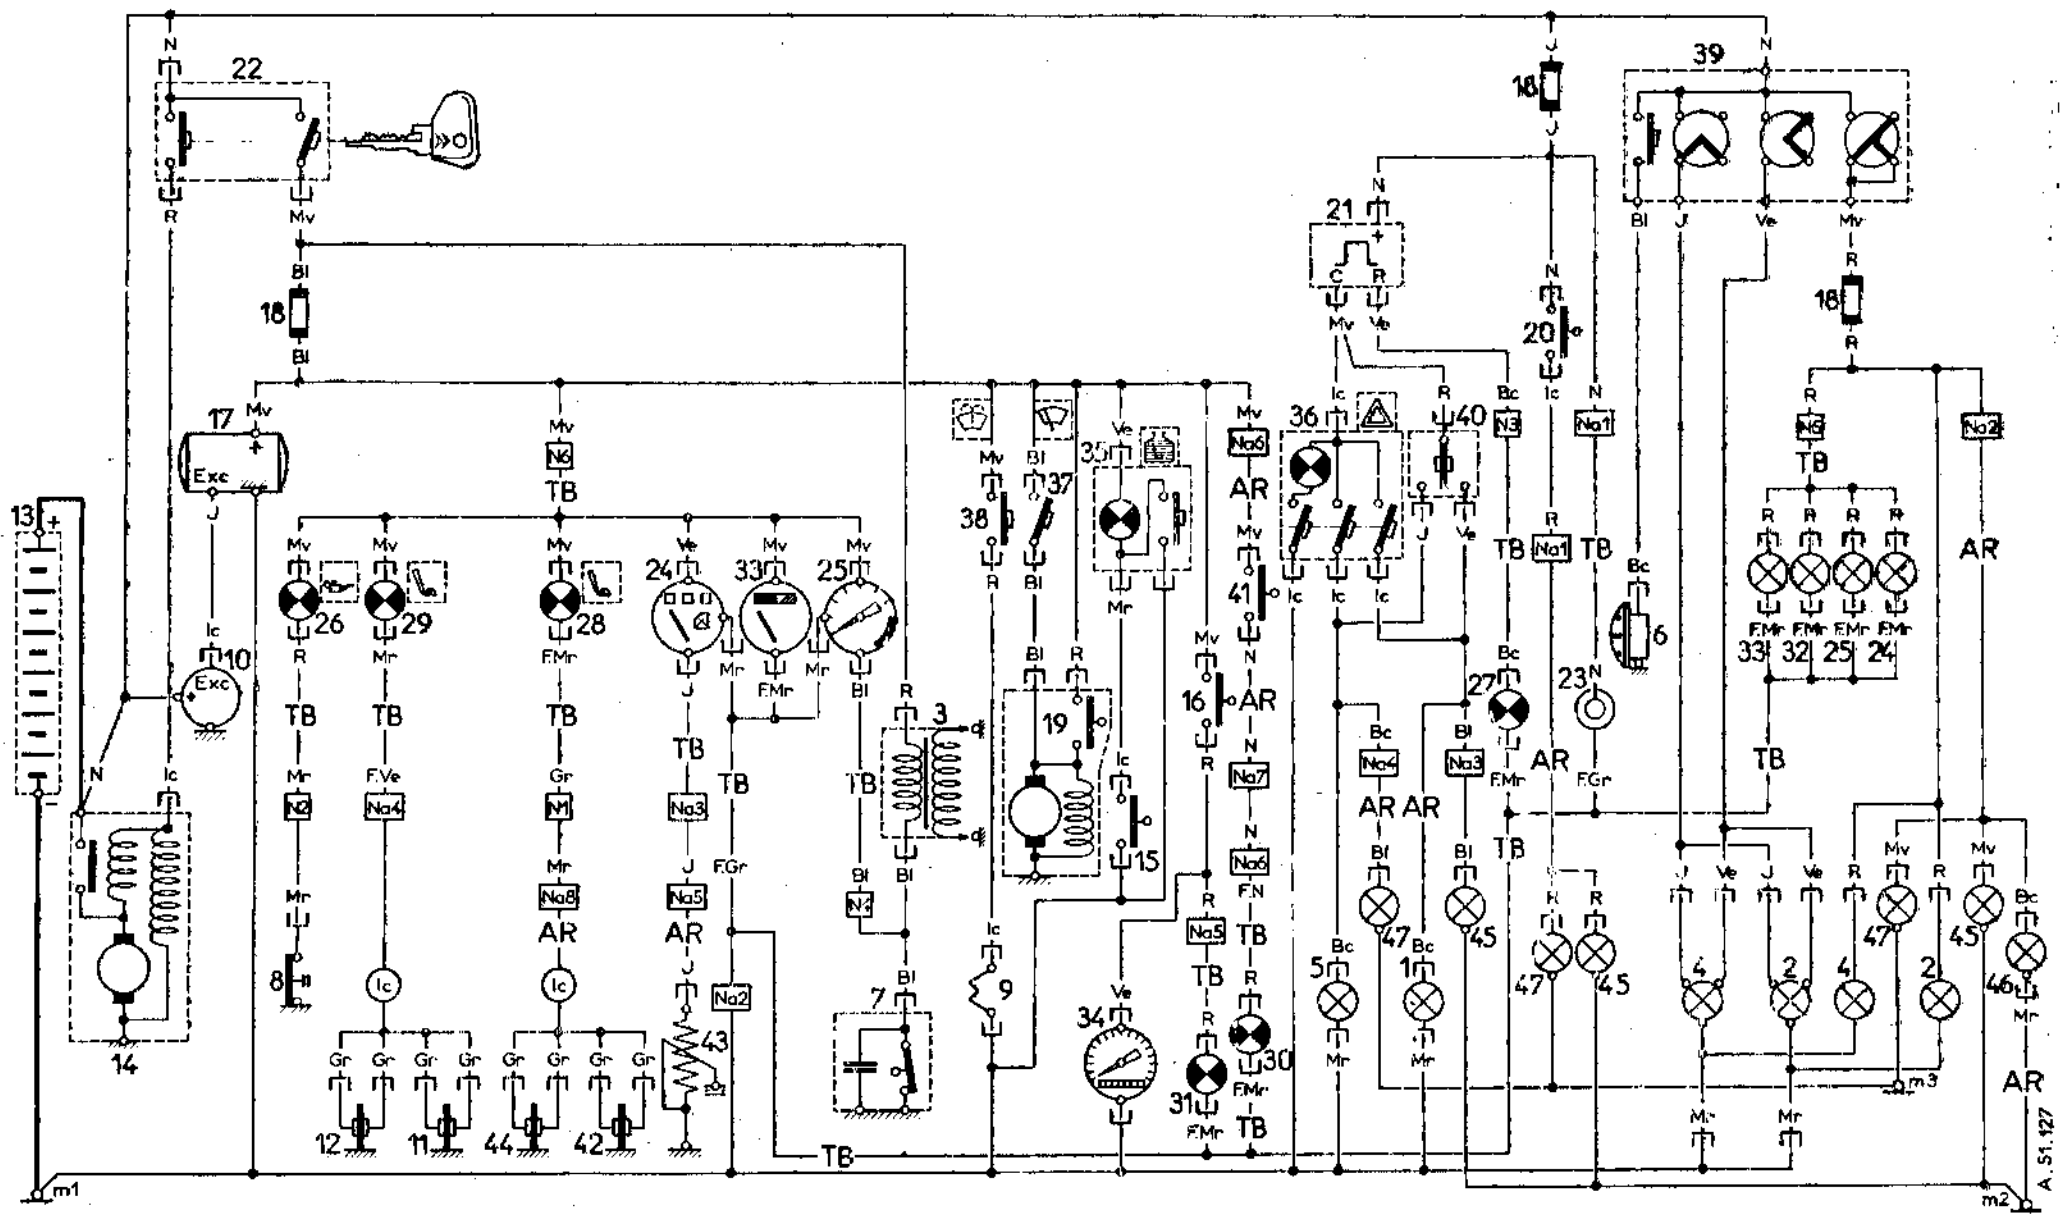 N J N
22 18 39
J
N
21
R Mv Bl J Ve Mv
+
C R
Bl N R
18 20 18
Mv Ve
Bl R
Mv Ic R Bc Ic N R
17 + Mv Ve Mv 36 40 N3 Na1 N5 Na2
N6 35 Na6 TB
Exc TB Mv Bl 37 AR
13 + J 38 Mv J Ve R R R R R
Mv Mv Mv Ve Mv Mv TB Na1 TB AR
24 33 25 R Bl Mr 41 Ic Ic Ic Bc
26 29 28 6
Ic R Mr F.Mr Mr Mv N F.Mr F.Mr F.Mr F.Mr
10 J Mr F.Mr Mr Bl Bl R Bc N 33 32 25 24
Exc + R 16 AR 27 23
TB TB TB TB 3 19 Bc Bl TB
N Ic Mr F.Ve Gr TB TB Ic R N Na4 Na3 F.Mr AR F.Gr
N2 Na4 N1 Na3 Na7 AR AR
- 15 N TB
Mr J F.Gr Bl Na6 Bl Bl Mv Mv
Mr Na8 Na5 Bl R F.N R R J Ve J Ve R R Bc
AR AR Na5 TB 47 45 47 45
8 Ic Ic J Na2 7 Bl Ic 9 TB R 5 Bc 1 Bc 47 45 4 2 4 2 46
14 Gr Gr Gr Gr Gr Gr Gr Gr 43 34 Ve R 30 Mr Mr Mr
31 F.Mr m3 AR
12 11 44 42 F.Mr TB Mr Mr
TB
m1 m2
A. 51. 127